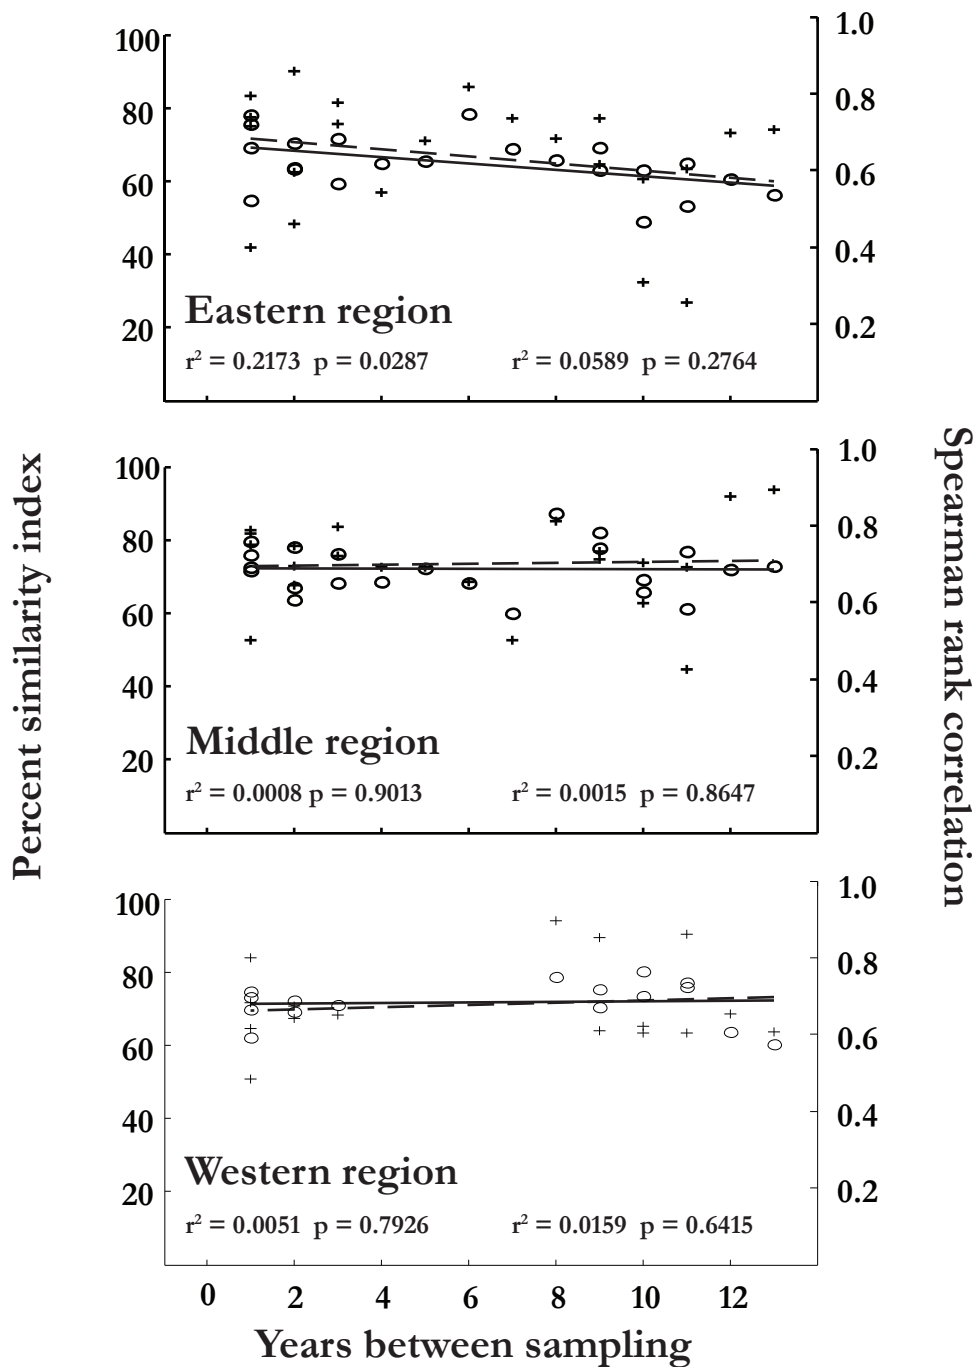 100
80
60
40
20
1.0
0.8
0.6
0.4
0.2
Eastern region
r² = 0.2173 p = 0.0287
r² = 0.0589 p = 0.2764
Percent similarity index
Spearman rank correlation
100
80
60
40
20
1.0
0.8
0.6
0.4
0.2
Middle region
r² = 0.0008 p = 0.9013
r² = 0.0015 p = 0.8647
100
80
60
40
20
1.0
0.8
0.6
0.4
0.2
Western region
r² = 0.0051 p = 0.7926
r² = 0.0159 p = 0.6415
0 2 4 6 8 10 12
Years between sampling